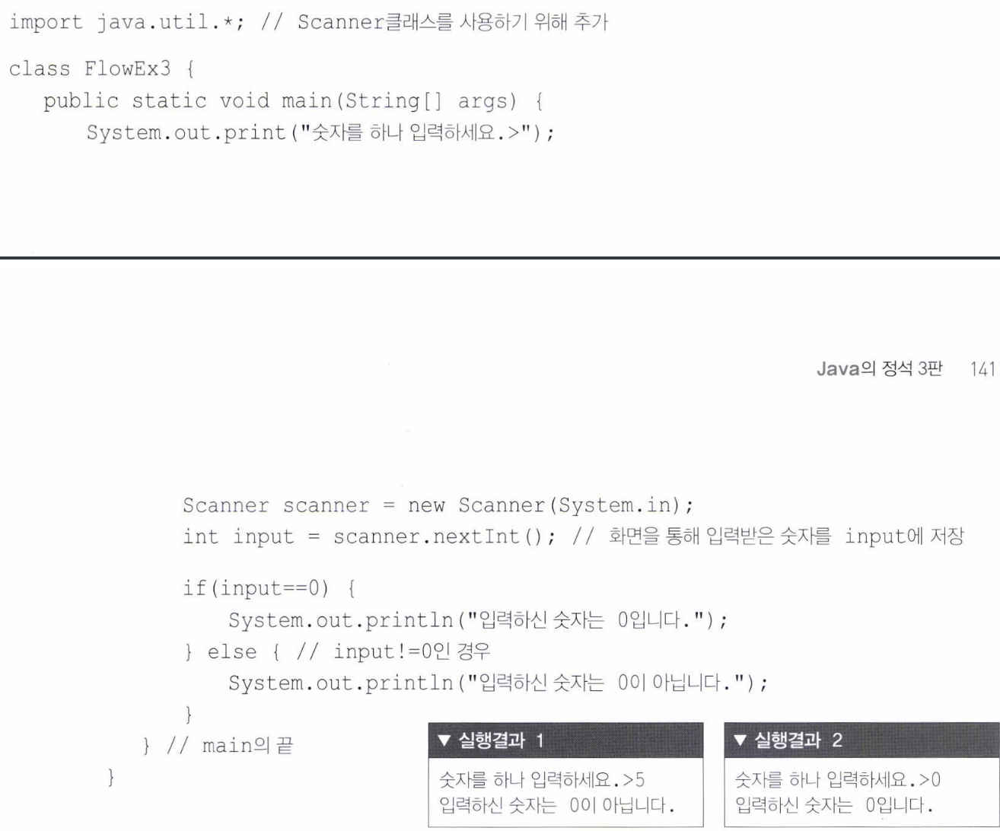 import java.util.*; // Scanner클래스를 사용하기 위해 추가
class FlowEx3 {
public static void main(String[] args) {
System.out.print("숫자를 하나 입력하세요.>");
Java의 정석 3판 141
Scanner scanner = new Scanner(System.in);
int input = scanner.nextInt(); // 화면을 통해 입력받은 숫자를 input에 저장
if(input==0) {
System.out.println("입력하신 숫자는 0입니다.");
} else { // input!=0인 경우
System.out.println("입력하신 숫자는 0이 아닙니다.");
}
} // main의 끝
}
▼ 실행결과 1
숫자를 하나 입력하세요.>5
입력하신 숫자는 0이 아닙니다.
▼ 실행결과 2
숫자를 하나 입력하세요.>0
입력하신 숫자는 0입니다.